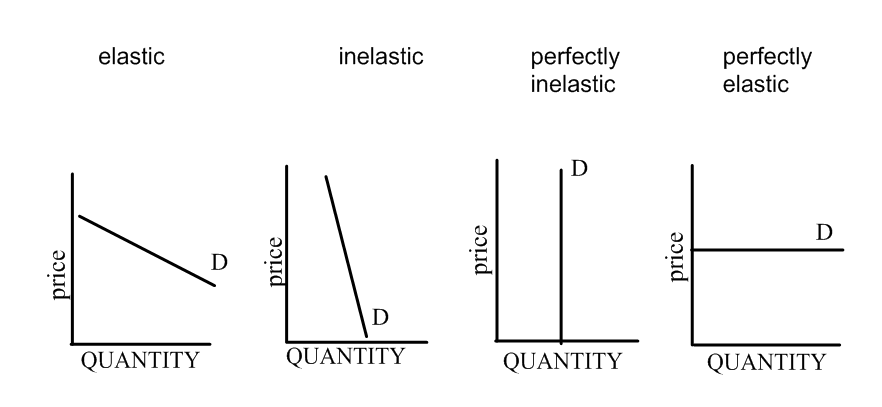 elastic
inelastic
perfectly
inelastic
perfectly
elastic
price
D
QUANTITY
price
D
QUANTITY
price
D
QUANTITY
price
D
QUANTITY